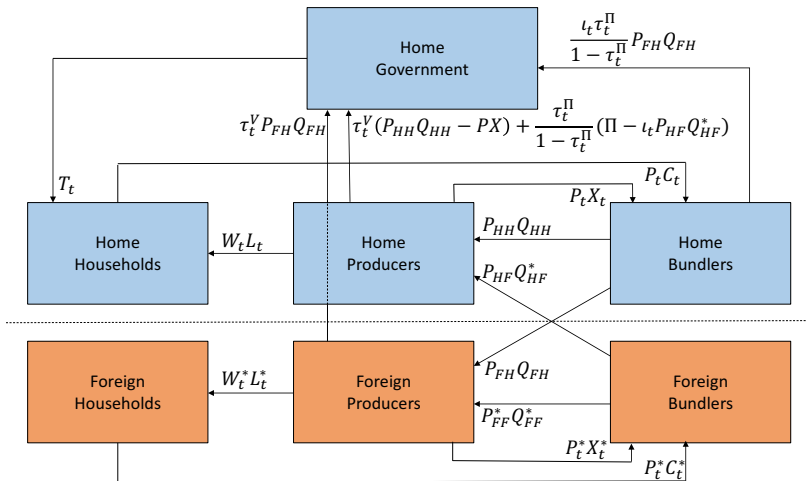 Home
Government
$\frac{\iota_t \tau_t^{\Pi}}{1 - \tau_t^{\Pi}} P_{FH} Q_{FH}$
$\tau_t^V P_{FH} Q_{FH}$
$\tau_t^V (P_{HH} Q_{HH} - PX) + \frac{\tau_t^{\Pi}}{1 - \tau_t^{\Pi}} (\Pi - \iota_t P_{HF} Q_{HF}^*)$
$T_t$
$P_t X_t$
$P_t C_t$
Home
Households
$W_t L_t$
Home
Producers
$P_{HH} Q_{HH}$
$P_{HF} Q_{HF}^*$
Home
Bundlers
Foreign
Households
$W_t^* L_t^*$
Foreign
Producers
$P_{FH} Q_{FH}$
$P_{FF}^* Q_{FF}^*$
Foreign
Bundlers
$P_t^* X_t^*$
$P_t^* C_t^*$